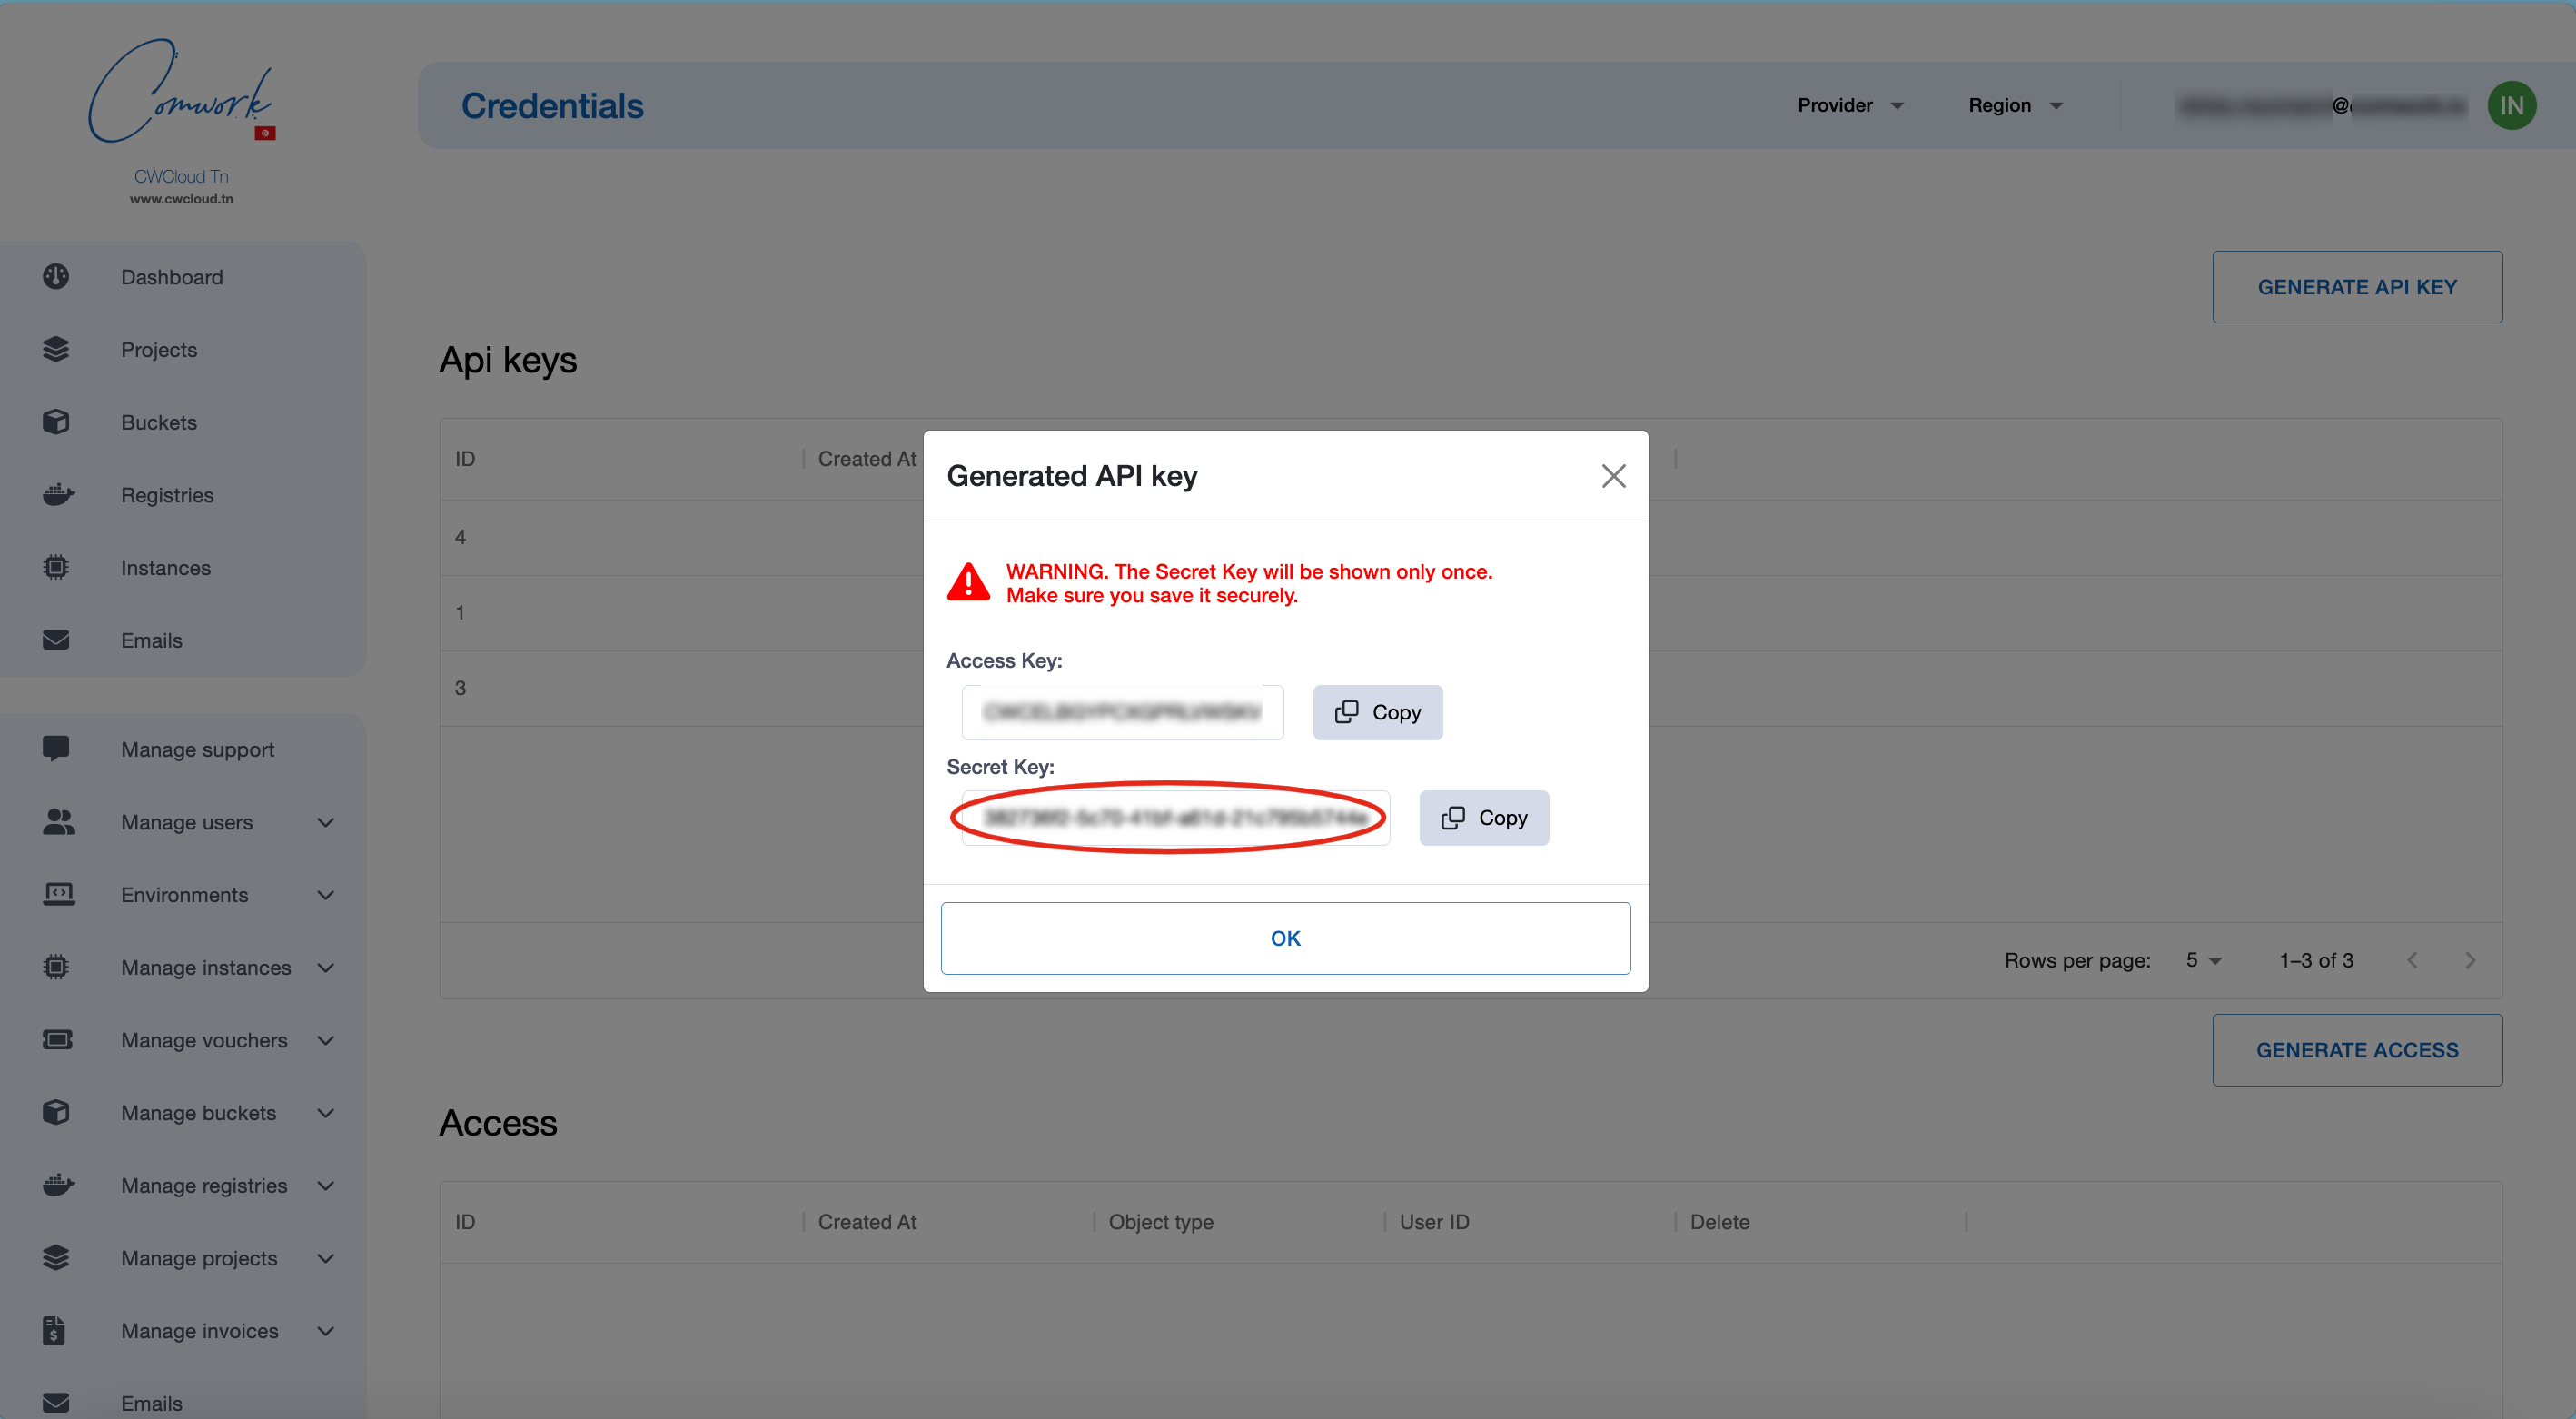 Comwork
CWCloud Tn
www.cwcloud.tn
Dashboard
Projects
Buckets
Registries
Instances
Emails
Manage support
Manage users
Environments
Manage instances
Manage vouchers
Manage buckets
Manage registries
Manage projects
Manage invoices
Emails
Credentials
Provider
Region
@
IN
GENERATE API KEY
Api keys
ID
Created At
4
1
3
Generated API key
WARNING. The Secret Key will be shown only once.
Make sure you save it securely.
Access Key:
Copy
Secret Key:
Copy
OK
Rows per page: 5 1–3 of 3
GENERATE ACCESS
Access
ID Created At Object type User ID Delete